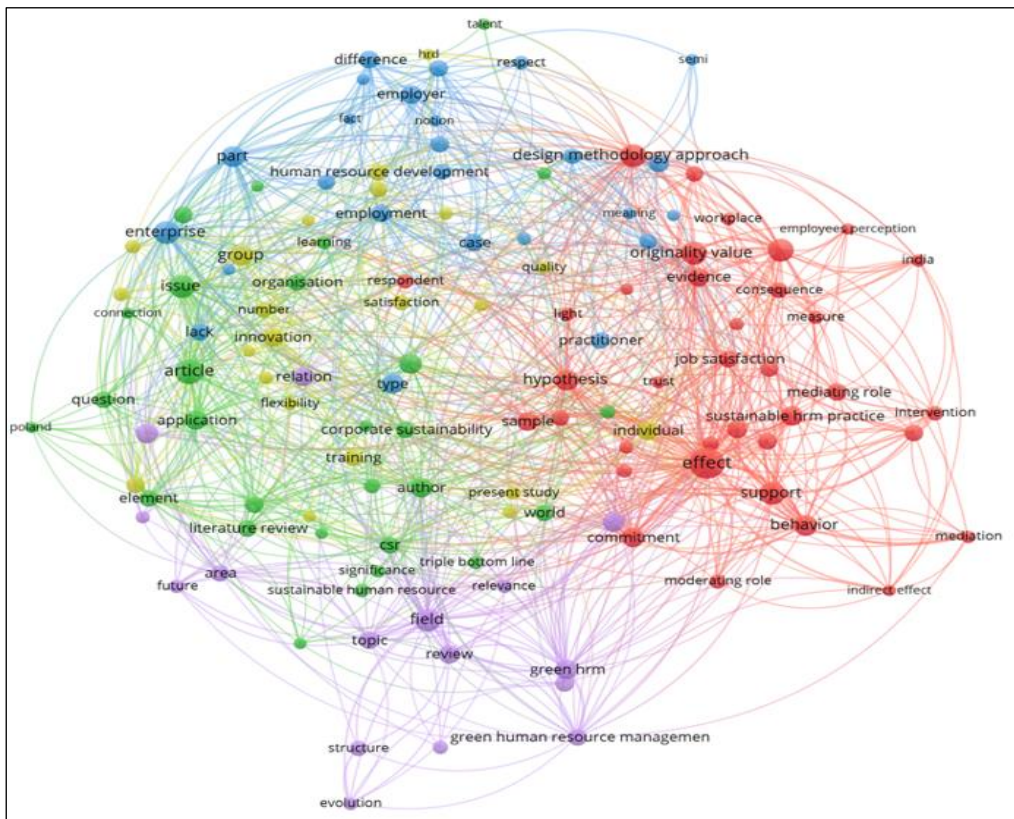 talent
hrd
difference
respect
semi
employer
fact
notion
part
design methodology approach
human resource development
employment
meaning
workplace
employees perception
enterprise
learning
case
group
originality value
india
issue
organisation
respondent
quality
evidence
consequence
connection
number
satisfaction
light
measure
lack
innovation
practitioner
article
relation
type
hypothesis
job satisfaction
trust
mediating role
question
flexibility
poland
application
corporate sustainability
sample
individual
sustainable hrm practice
intervention
training
effect
element
author
present study
support
literature review
world
behavior
csr
commitment
mediation
triple bottom line
significance
area
future
sustainable human resource
relevance
moderating role
indirect effect
field
topic
review
green hrm
green human resource managemen
structure
evolution